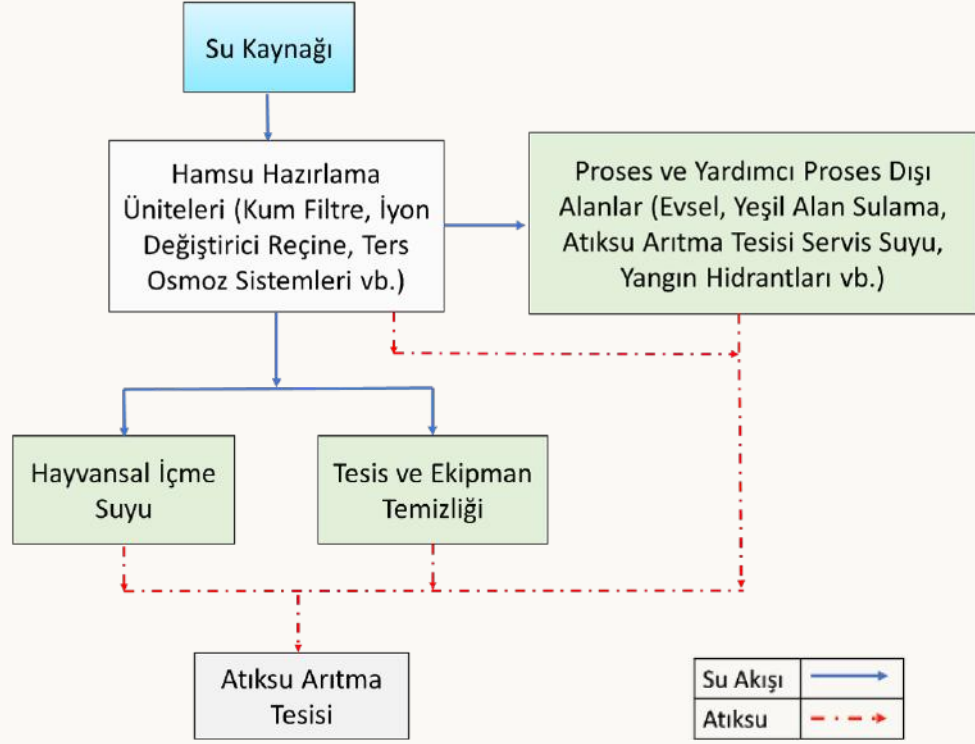 Su Kaynağı
Hamsu Hazırlama
Üniteleri (Kum Filtre, İyon
Değiştirici Reçine, Ters
Osmoz Sistemleri vb.)
Proses ve Yardımcı Proses Dışı
Alanlar (Evsel, Yeşil Alan Sulama,
Atıksu Arıtma Tesisi Servis Suyu,
Yangın Hidrantları vb.)
Hayvansal İçme
Suyu
Tesis ve Ekipman
Temizliği
Atıksu Arıtma
Tesisi
Su Akışı
Atıksu